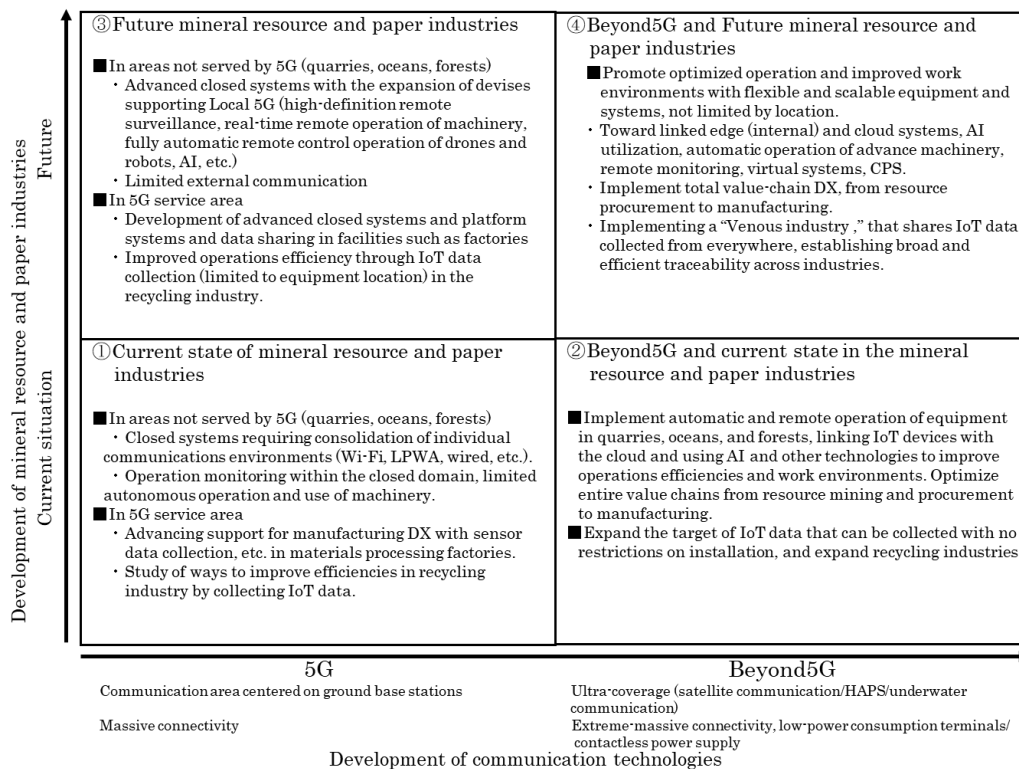 ③Future mineral resource and paper industries
■In areas not served by 5G (quarries, oceans, forests)
・Advanced closed systems with the expansion of devises
supporting Local 5G (high-definition remote
surveillance, real-time remote operation of machinery,
fully automatic remote control operation of drones and
robots, AI, etc.)
・Limited external communication
■In 5G service area
・Development of advanced closed systems and platform
systems and data sharing in facilities such as factories
・Improved operations efficiency through IoT data
collection (limited to equipment location) in the
recycling industry.
④Beyond5G and Future mineral resource and
paper industries
■Promote optimized operation and improved work
environments with flexible and scalable equipment and
systems, not limited by location.
・Toward linked edge (internal) and cloud systems, AI
utilization, automatic operation of advance machinery,
remote monitoring, virtual systems, CPS.
・Implement total value-chain DX, from resource
procurement to manufacturing.
・Implementing a "Venous industry ," that shares IoT data
collected from everywhere, establishing broad and
efficient traceability across industries.
①Current state of mineral resource and paper
industries
■In areas not served by 5G (quarries, oceans, forests)
・Closed systems requiring consolidation of individual
communications environments (Wi-Fi, LPWA, wired, etc.).
・Operation monitoring within the closed domain, limited
autonomous operation and use of machinery.
■In 5G service area
・Advancing support for manufacturing DX with sensor
data collection, etc. in materials processing factories.
・Study of ways to improve efficiencies in recycling
industry by collecting IoT data.
②Beyond5G and current state in the mineral
resource and paper industries
■Implement automatic and remote operation of equipment
in quarries, oceans, and forests, linking IoT devices with
the cloud and using AI and other technologies to improve
operations efficiencies and work environments. Optimize
entire value chains from resource mining and procurement
to manufacturing.
■Expand the target of IoT data that can be collected with no
restrictions on installation, and expand recycling industries
Development of mineral resource and paper industries
Future
Current situation
5G
Communication area centered on ground base stations
Massive connectivity
Beyond5G
Ultra-coverage (satellite communication/HAPS/underwater
communication)
Extreme-massive connectivity, low-power consumption terminals/
contactless power supply
Development of communication technologies